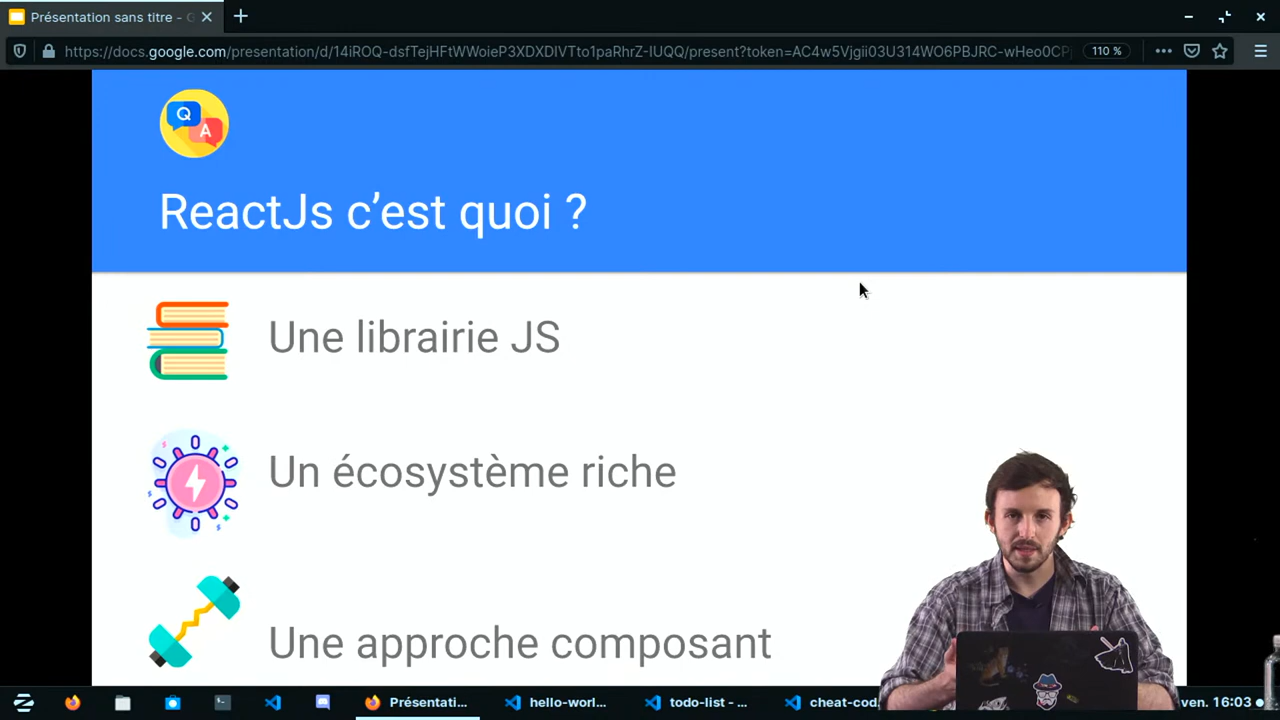 Présentation sans titre - G
https://docs.google.com/presentation/d/14iROQ-dsfTejHFtWWoieP3XDXDIVTto1paRhrZ-IUQQ/present?token=AC4w5Vjgii03U314WO6PBJRC-wHeo0CP
110 %
Q
A
ReactJs c’est quoi ?
Une librairie JS
Un écosystème riche
Une approche composant
Présentati...
hello-worl...
todo-list - ...
cheat-cod
ven. 16:03